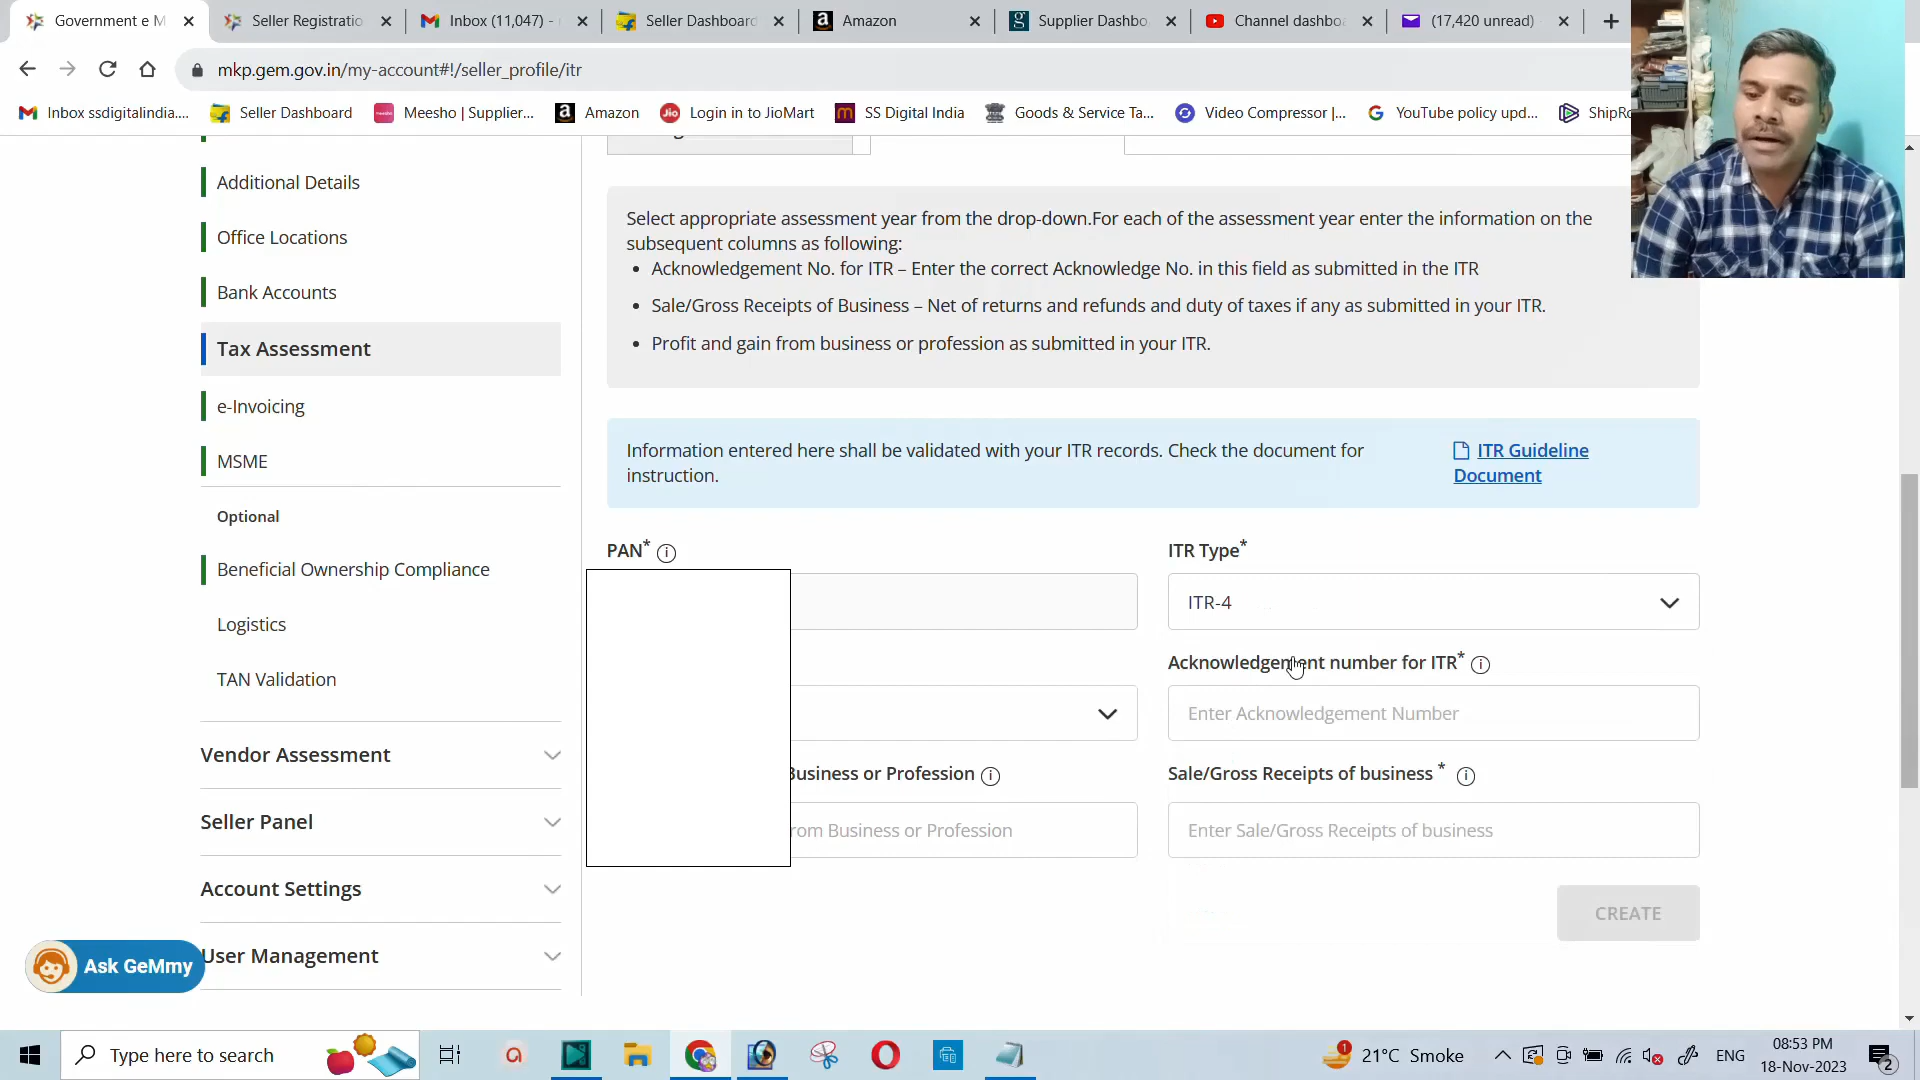 Government e M
Seller Registratio
Inbox (11,047) -
Seller Dashboard
Amazon
Supplier Dashbo
Channel dashbo
(17,420 unread)
mkp.gem.gov.in/my-account#!/seller_profile/itr
Inbox ssdigitalindia....
Seller Dashboard
Meesho | Supplier...
Amazon
Login in to JioMart
SS Digital India
Goods & Service Ta...
Video Compressor |...
YouTube policy upd...
ShipRo
Additional Details
Office Locations
Bank Accounts
Tax Assessment
e-Invoicing
MSME
Optional
Beneficial Ownership Compliance
Logistics
TAN Validation
Vendor Assessment
Seller Panel
Account Settings
User Management
Ask GeMmy
Select appropriate assessment year from the drop-down.For each of the assessment year enter the information on the
subsequent columns as following:
• Acknowledgement No. for ITR – Enter the correct Acknowledge No. in this field as submitted in the ITR
• Sale/Gross Receipts of Business – Net of returns and refunds and duty of taxes if any as submitted in your ITR.
• Profit and gain from business or profession as submitted in your ITR.
Information entered here shall be validated with your ITR records. Check the document for
instruction.
ITR Guideline
Document
PAN*
ITR Type*
ITR-4
Acknowledgement number for ITR*
Enter Acknowledgement Number
Business or Profession
Sale/Gross Receipts of business *
rom Business or Profession
Enter Sale/Gross Receipts of business
CREATE
Type here to search
1
21°C Smoke
ENG
08:53 PM
18-Nov-2023
2